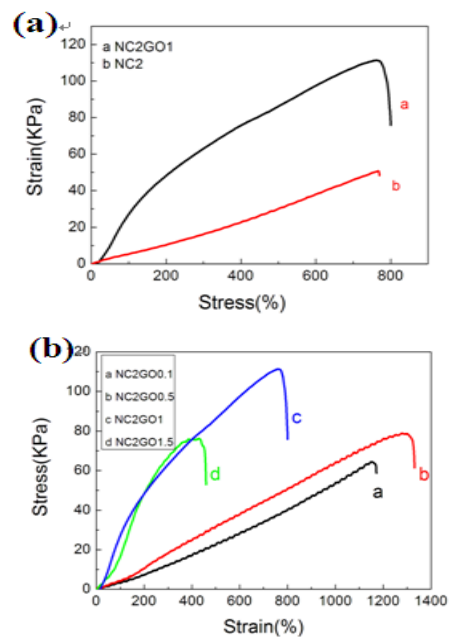 (a)
a NC2GO1
b NC2
120
100
80
60
40
20
0
Strain(KPa)
a
b
0 200 400 600 800
Stress(%)
(b)
120
100
80
60
40
20
0
a NC2GO0.1
b NC2GO0.5
c NC2GO1
d NC2GO1.5
Stress(KPa)
c
d
b
a
0 200 400 600 800 1000 1200 1400
Strain(%)